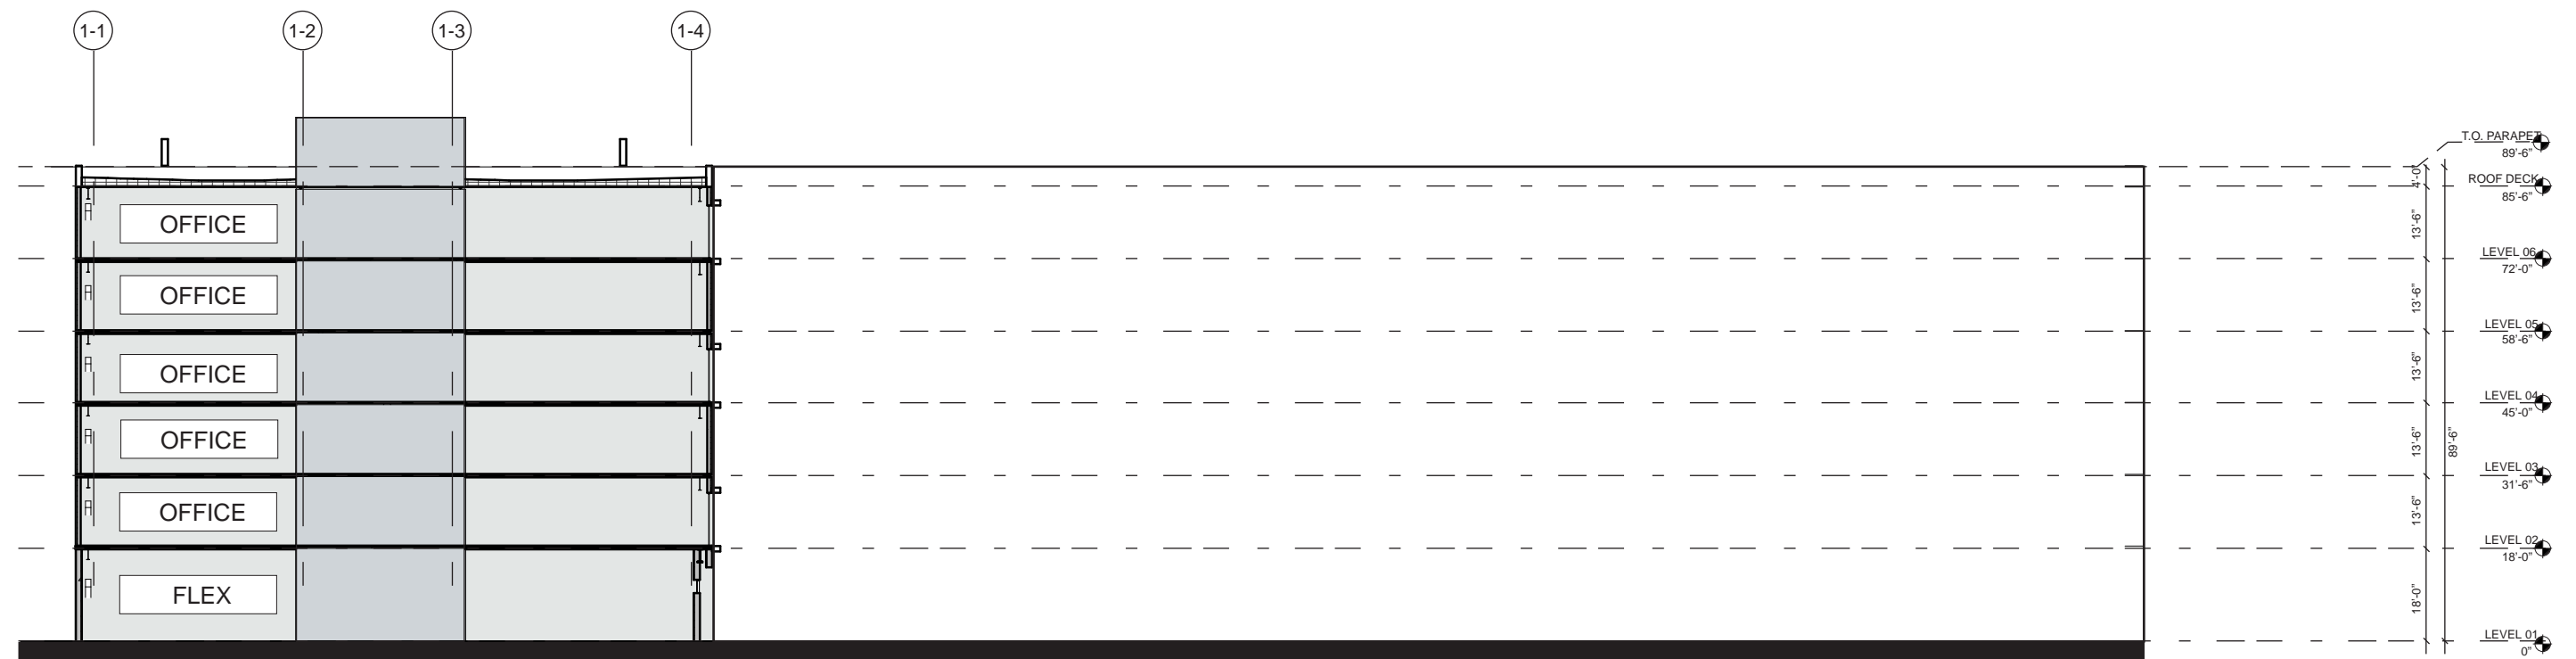 1-1
1-2
1-3
1-4
T.O. PARAPET
89'-6"
4'-0"
ROOF DECK
85'-6"
OFFICE
13'-6"
LEVEL 06
72'-0"
OFFICE
13'-6"
LEVEL 05
58'-6"
OFFICE
13'-6"
LEVEL 04
45'-0"
OFFICE
13'-6"
89'-6"
LEVEL 03
31'-6"
OFFICE
13'-6"
LEVEL 02
18'-0"
FLEX
18'-0"
LEVEL 01
0"